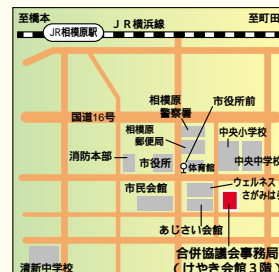 至橋本
JR横浜線
至町田
JR相模原駅
相模原
警察署
市役所前
国道16号
相模原
郵便局
中央小学校
消防本部
市役所
体育館
中央中学校
市民会館
ウェルネス
さがみはら
あじさい会館
合併協議会事務局
(けやき会館3階)
清新中学校